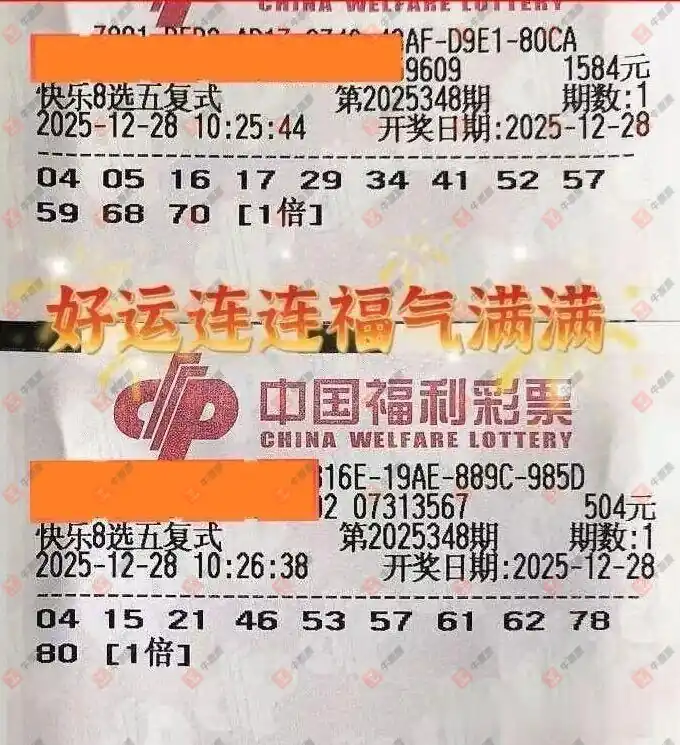 CHINA WELFARE LOTTERY
AF-D9E1-80CA
9609 1584元
快乐8选五复式 第2025348期 期数:1
2025-12-28 10:25:44 开奖日期:2025-12-28
04 05 16 17 29 34 41 52 57
59 68 70 [1倍]
好运连连福气满满
中国福利彩票
CHINA WELFARE LOTTERY
816E-19AE-889C-985D
02 07313567 504元
快乐8选五复式 第2025348期 期数:1
2025-12-28 10:26:38 开奖日期:2025-12-28
04 15 21 46 53 57 61 62 78
80 [1倍]